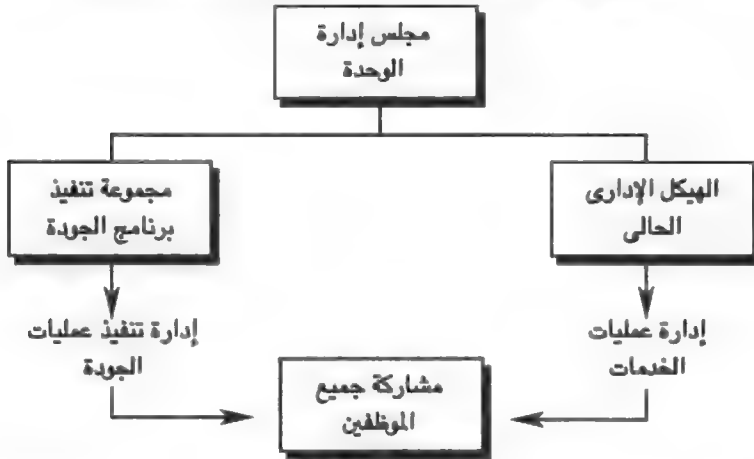 مجلس إدارة
الوحدة
الهيكل الإدارى
الحالى
مجموعة تنفيذ
برنامج الجودة
إدارة عمليات
الخدمات
إدارة تنفيذ عمليات
الجودة
مشاركة جميع
الموظفين